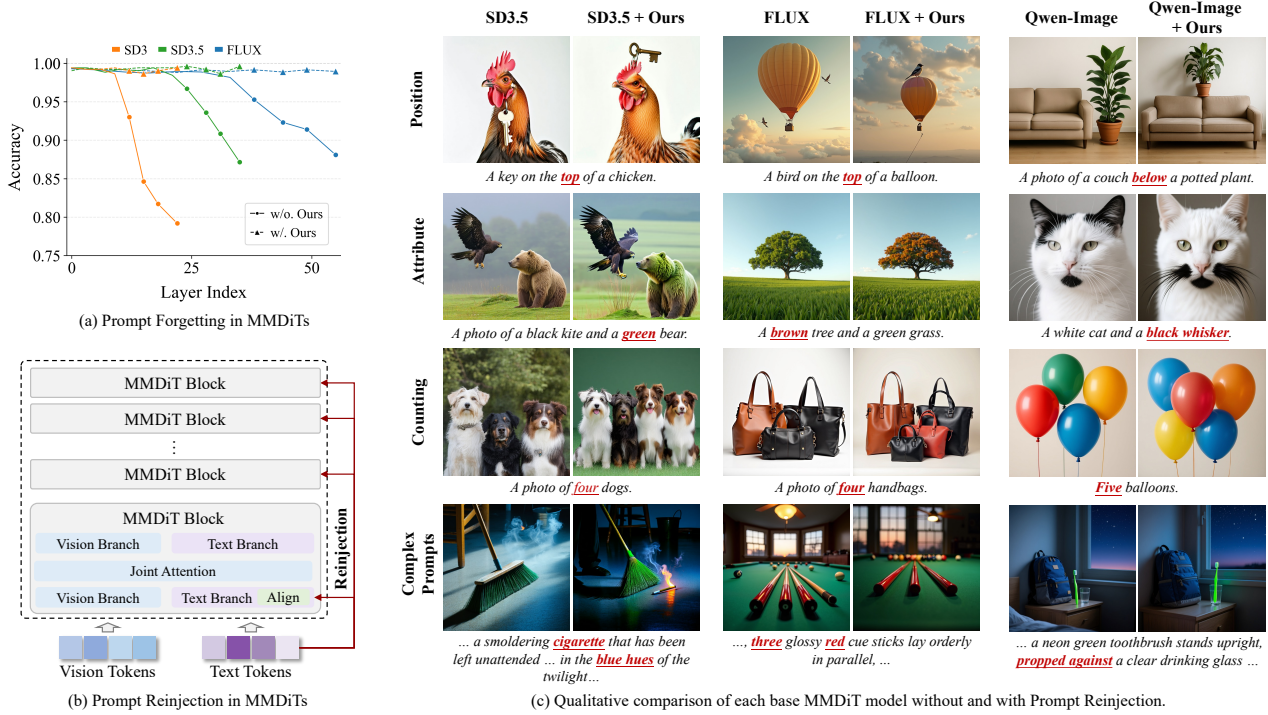 SD3 SD3.5 FLUX
1.00
0.95
0.90
0.85
0.80
0.75
Accuracy
w/o. Ours
w/. Ours
0 25 50
Layer Index
(a) Prompt Forgetting in MMDiTs
MMDiT Block
MMDiT Block
⋮
MMDiT Block
MMDiT Block
Vision Branch Text Branch
Joint Attention
Vision Branch Text Branch Align
Reinjection
Vision Tokens Text Tokens
(b) Prompt Reinjection in MMDiTs
SD3.5 SD3.5 + Ours FLUX FLUX + Ours Qwen-Image Qwen-Image
+ Ours
Position
A key on the top of a chicken. A bird on the top of a balloon. A photo of a couch below a potted plant.
Attribute
A photo of a black kite and a green bear. A brown tree and a green grass. A white cat and a black whisker.
Counting
A photo of four dogs. A photo of four handbags. Five balloons.
Complex
Prompts
… a smoldering cigarette that has been
left unattended … in the blue hues of the
twilight…
…, three glossy red cue sticks lay orderly
in parallel, …
… a neon green toothbrush stands upright,
propped against a clear drinking glass …
(c) Qualitative comparison of each base MMDiT model without and with Prompt Reinjection.